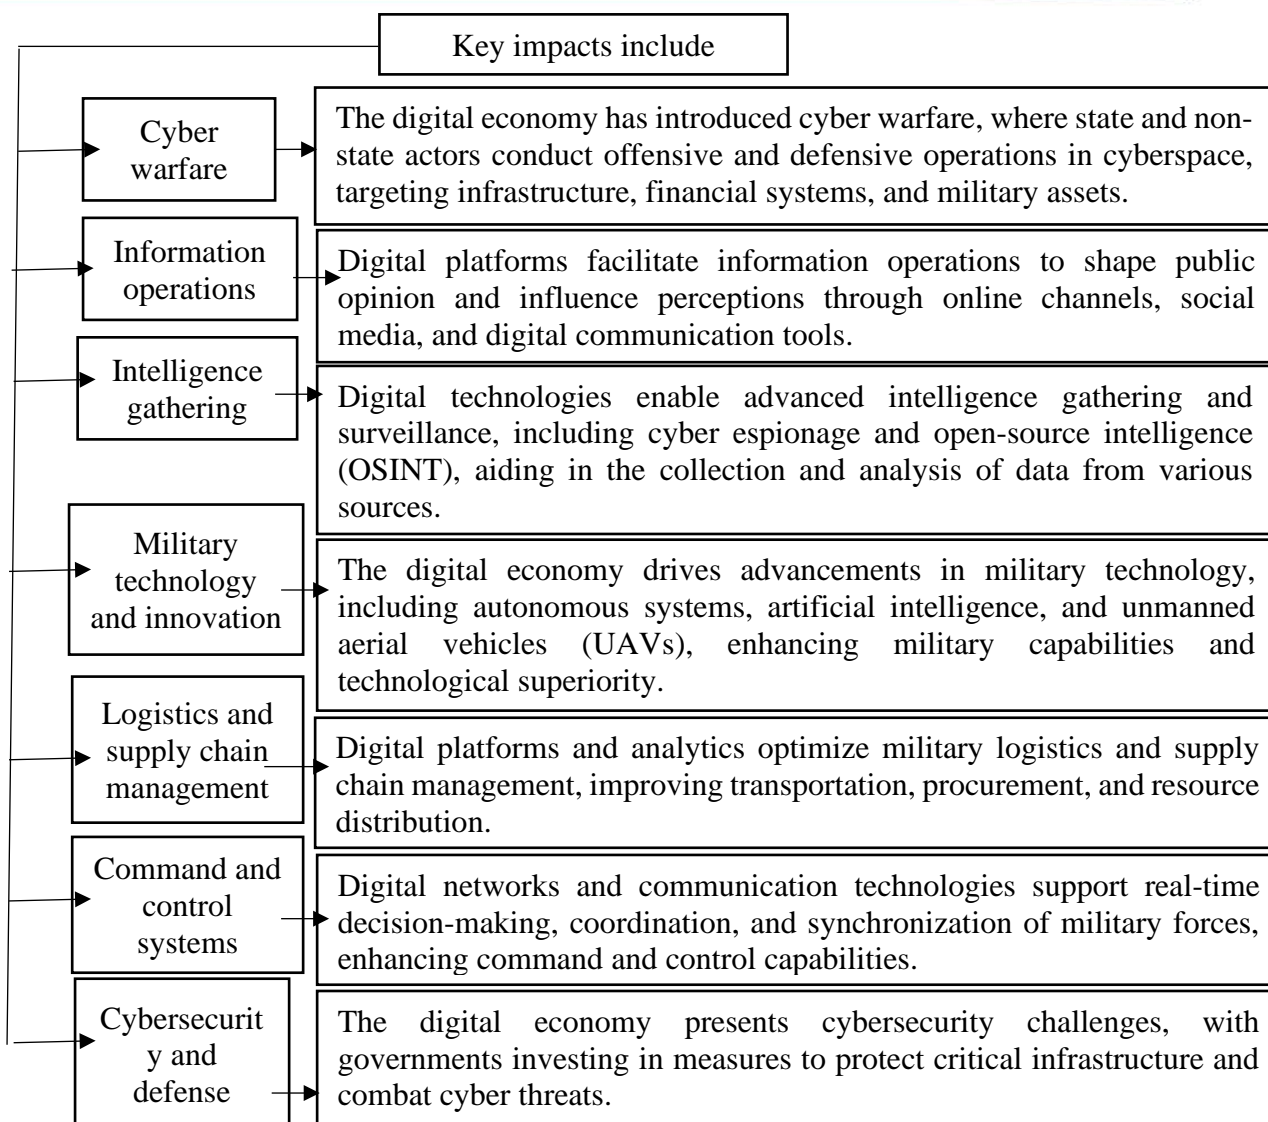 Key impacts include
Cyber
warfare
The digital economy has introduced cyber warfare, where state and non-
state actors conduct offensive and defensive operations in cyberspace,
targeting infrastructure, financial systems, and military assets.
Information
operations
Digital platforms facilitate information operations to shape public
opinion and influence perceptions through online channels, social
media, and digital communication tools.
Intelligence
gathering
Digital technologies enable advanced intelligence gathering and
surveillance, including cyber espionage and open-source intelligence
(OSINT), aiding in the collection and analysis of data from various
sources.
Military
technology
and innovation
The digital economy drives advancements in military technology,
including autonomous systems, artificial intelligence, and unmanned
aerial vehicles (UAVs), enhancing military capabilities and
technological superiority.
Logistics and
supply chain
management
Digital platforms and analytics optimize military logistics and supply
chain management, improving transportation, procurement, and resource
distribution.
Command and
control
systems
Digital networks and communication technologies support real-time
decision-making, coordination, and synchronization of military forces,
enhancing command and control capabilities.
Cybersecurit
y and
defense
The digital economy presents cybersecurity challenges, with
governments investing in measures to protect critical infrastructure and
combat cyber threats.